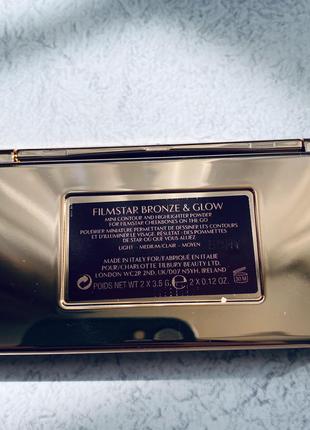 FILMSTAR BRONZE & GLOW
MINI CONTOUR AND HIGHLIGHTER POWDER
FOR FILMSTAR CHEEKBONES ON THE GO
POUDRIER MINIATURE PERMETTANT DE DESSINER LES CONTOURS
ET D'ILLUMINER LE VISAGE. RÉSULTAT - DES POMMETTES
DE STAR OÙ QUE VOUS ALLIEZ
LIGHT - MEDIUM/CLAIR - MOYEN
MADE IN ITALY FOR/FABRIQUÉ EN ITALIE
POUR/CHARLOTTE TILBURY BEAUTY LTD.
LONDON WC2R 2ND. UK/007 N5YH. IRELAND
POIDS NET WT 2 X 3.5 G. e 2 X 0.12 OZ.